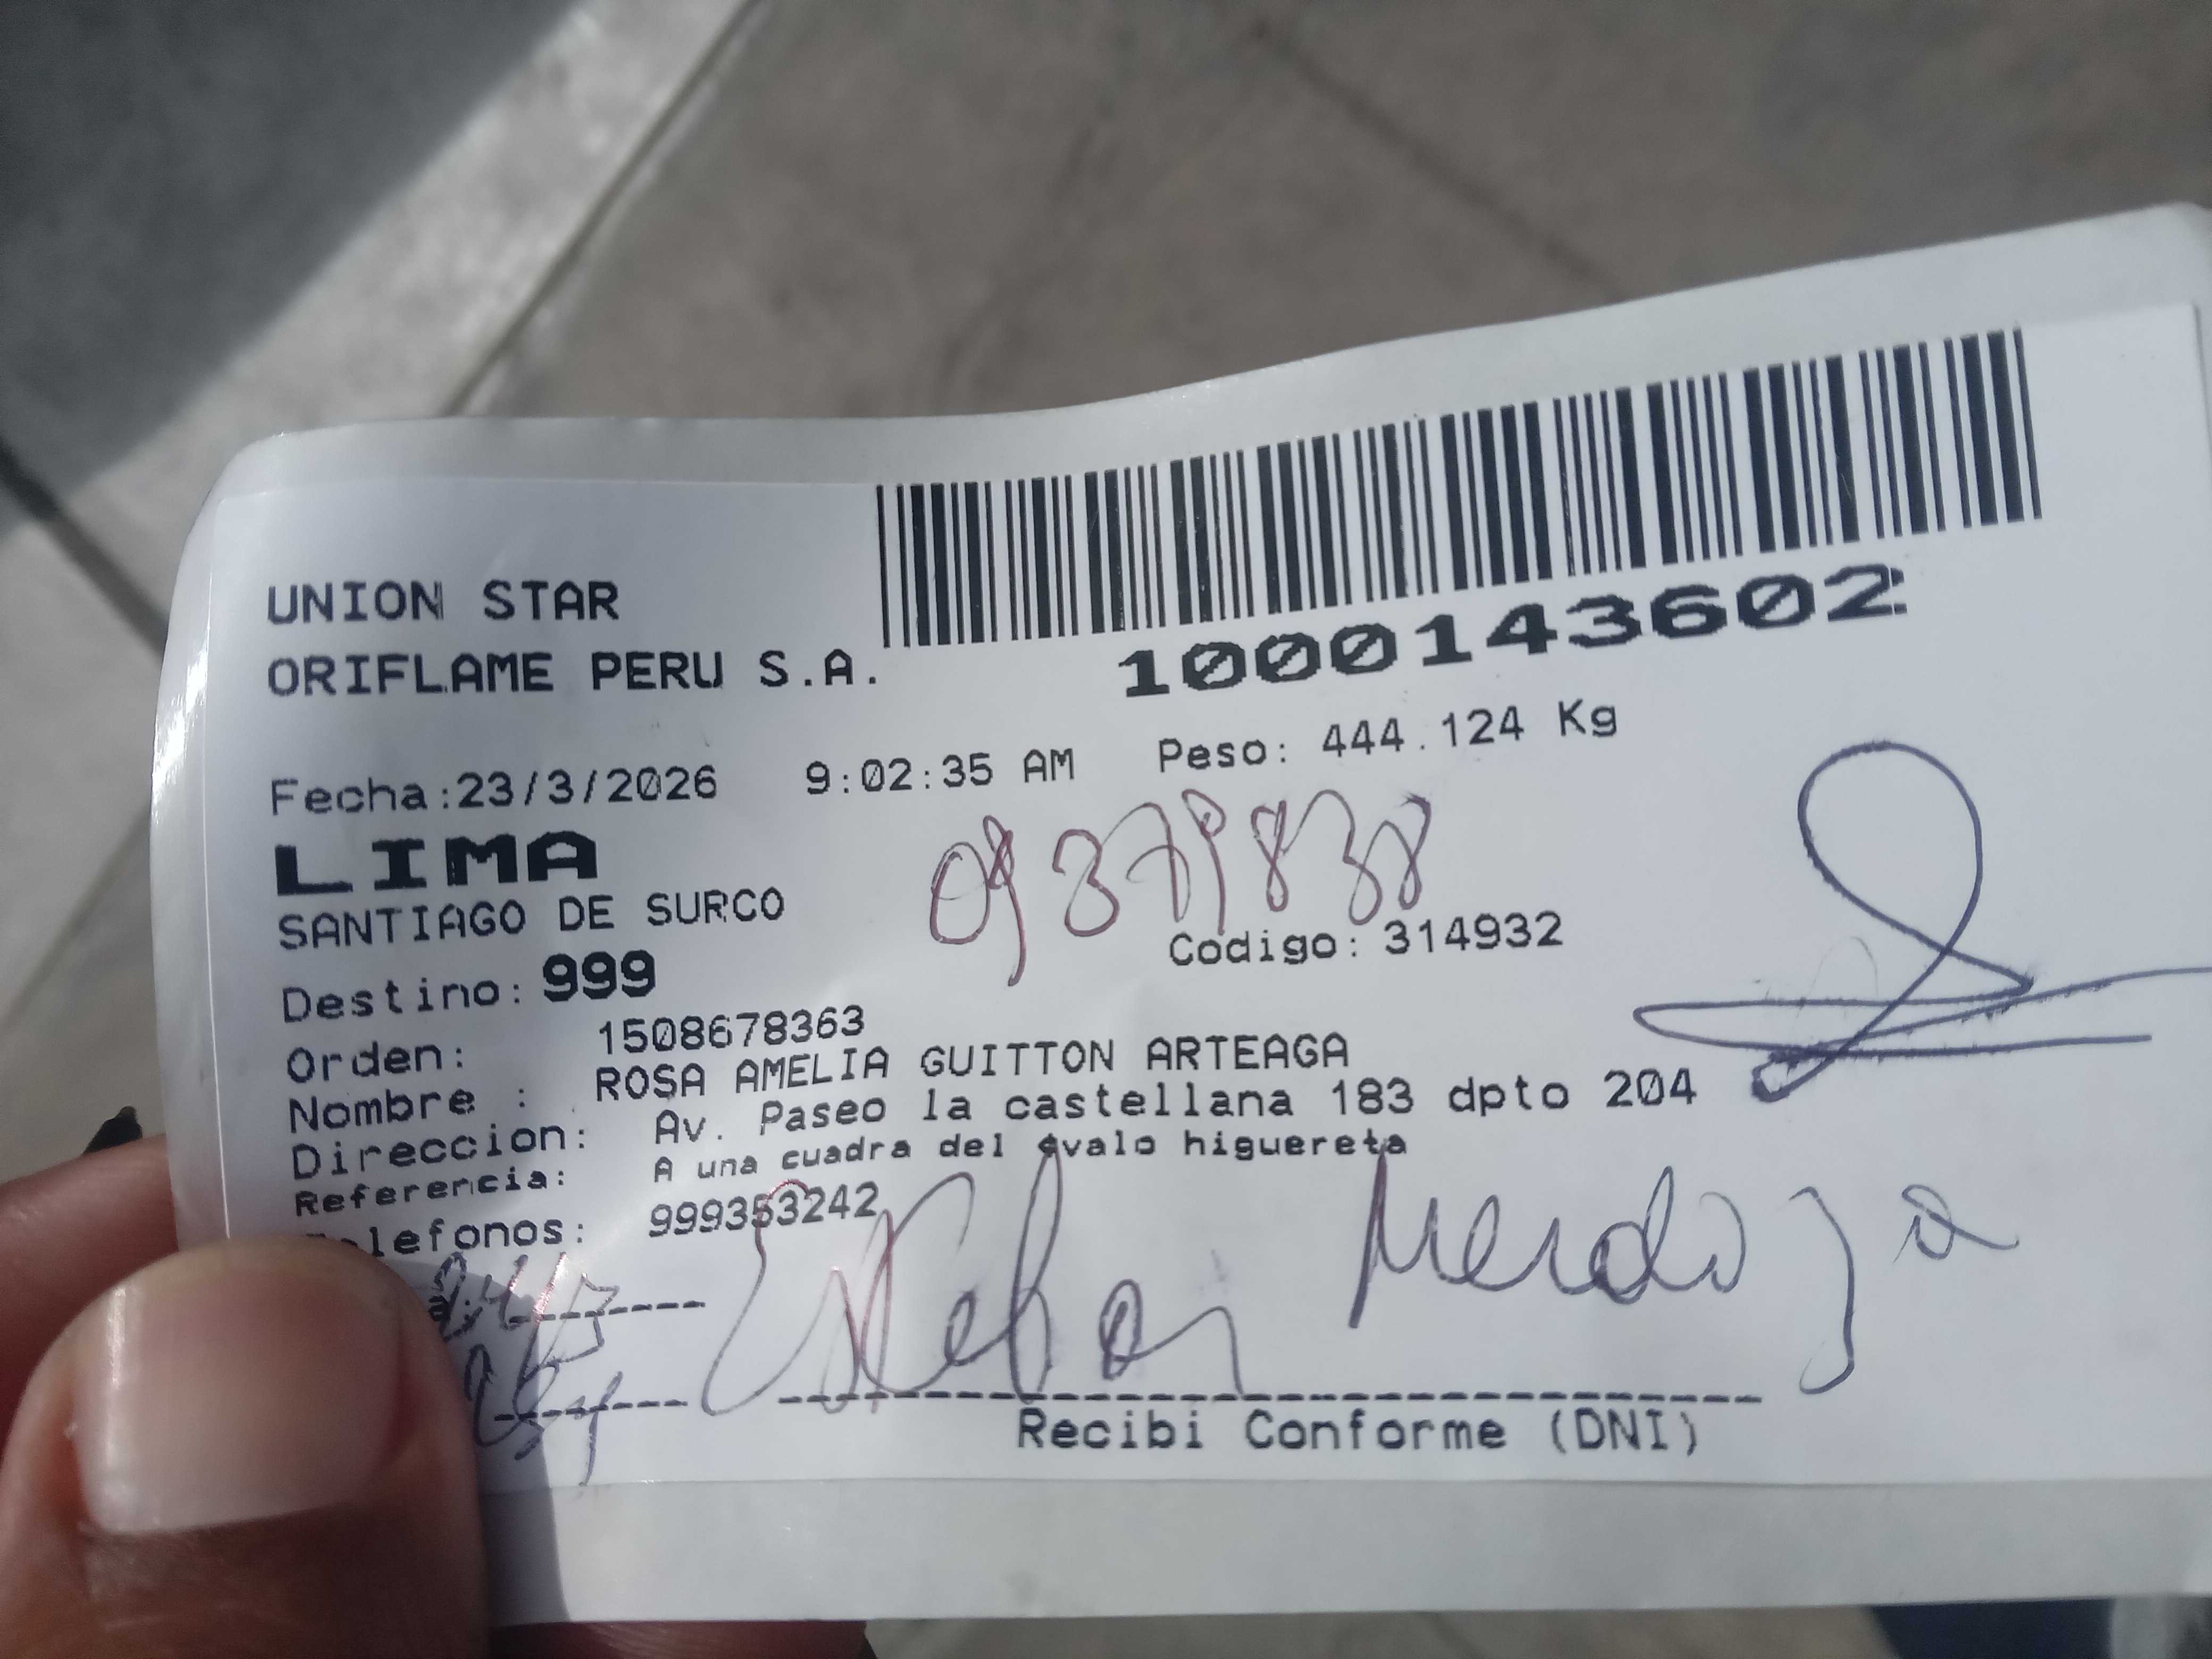 UNION STAR
ORIFLAME PERU S.A.
1000143602
Fecha:23/3/2026 9:02:35 AM Peso: 444.124 Kg
LIMA
SANTIAGO DE SURCO
Codigo: 314932
Destino: 999
Orden: 1508678363
Nombre : ROSA AMELIA GUITTON ARTEAGA
Direccion: Av. Paseo la castellana 183 dpto 204
Referencia: A una cuadra del óvalo higuereta
lefonos: 999353242
Mendoza
Recibi Conforme (DNI)